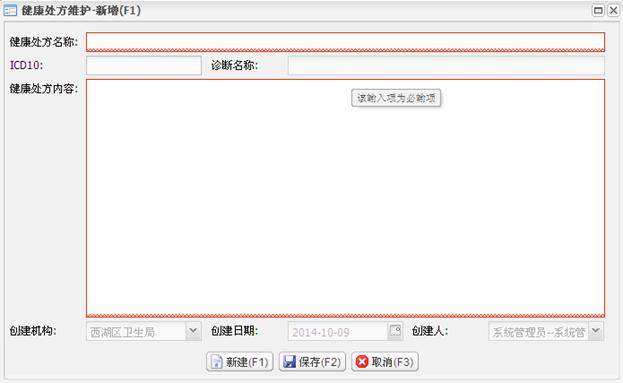 健康处方维护-新增(F1)
健康处方名称:
ICD10: 诊断名称:
健康处方内容:
该输入项为必输项
创建机构: 西湖区卫生局 创建日期: 2014-10-09 创建人: 系统管理员--系统管
新建(F1) 保存(F2) 取消(F3)